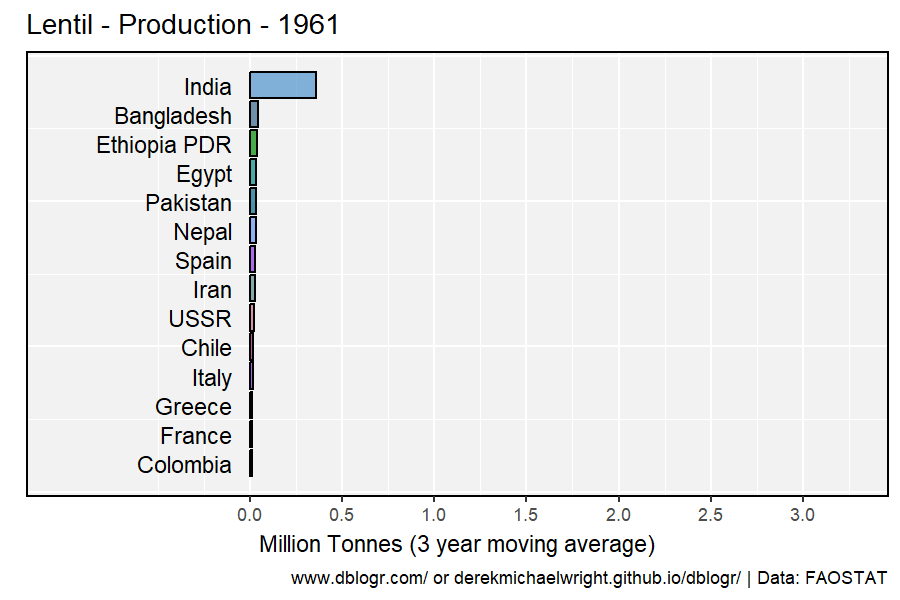 Lentil - Production - 1961
India
Bangladesh
Ethiopia PDR
Egypt
Pakistan
Nepal
Spain
Iran
USSR
Chile
Italy
Greece
France
Colombia
0.0 0.5 1.0 1.5 2.0 2.5 3.0
Million Tonnes (3 year moving average)
www.dblogr.com/ or derekmichaelwright.github.io/dblogr/ | Data: FAOSTAT